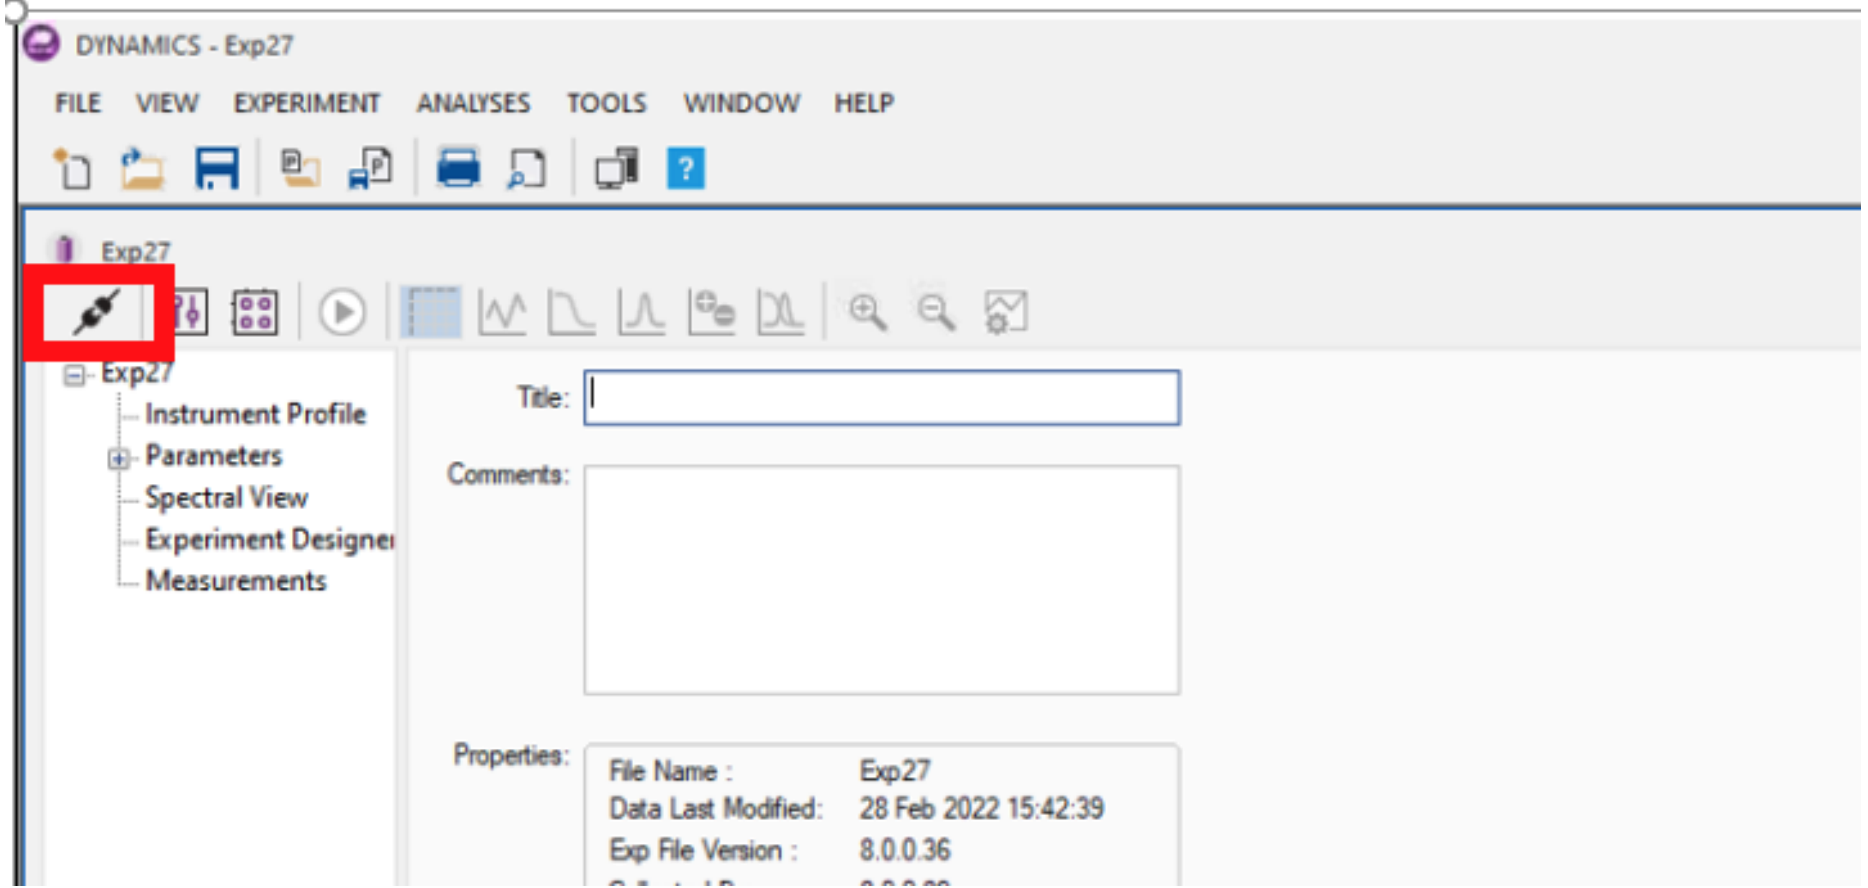 DYNAMICS - Exp27
FILE VIEW EXPERIMENT ANALYSES TOOLS WINDOW HELP
P P ?
Exp27
Exp27
Instrument Profile
Parameters
Spectral View
Experiment Designer
Measurements
Title:
Comments:
Properties:
File Name : Exp27
Data Last Modified: 28 Feb 2022 15:42:39
Exp File Version : 8.0.0.36